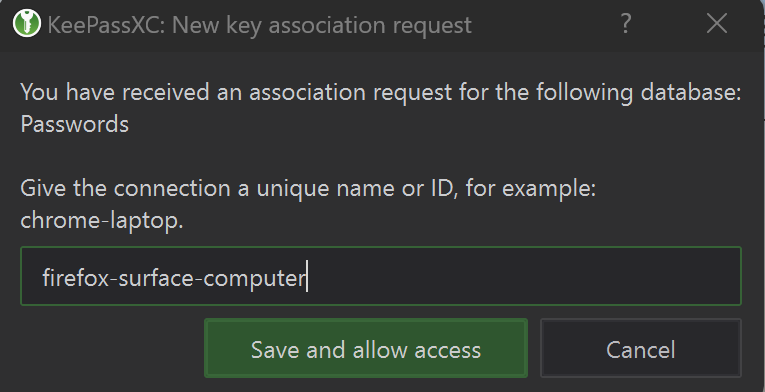 KeePassXC: New key association request
You have received an association request for the following database:
Passwords
Give the connection a unique name or ID, for example:
chrome-laptop.
firefox-surface-computer
Save and allow access
Cancel